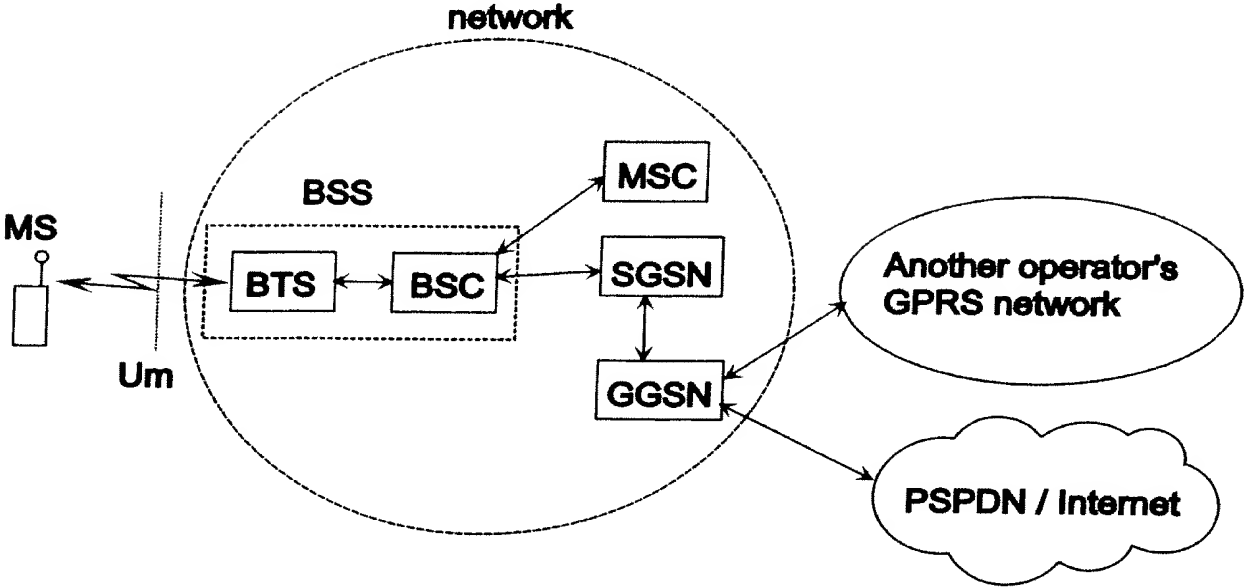 network
MSC
BSS
MS
BTS
BSC
SGSN
Another operator's
GPRS network
Um
GGSN
PSPDN / Internet